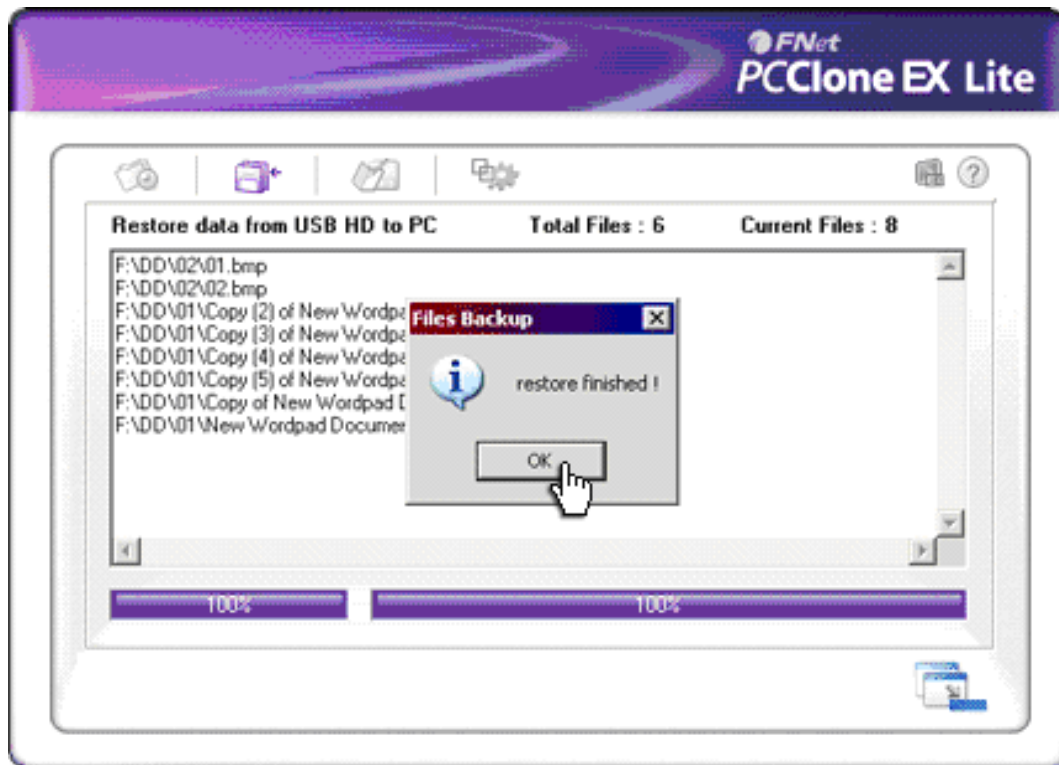 FNet
PCClone EX Lite
?
Restore data from USB HD to PC Total Files : 6 Current Files : 8
F:\DD\02\01.bmp
F:\DD\02\02.bmp
F:\DD\01\Copy (2) of New Wordpa
F:\DD\01\Copy (3) of New Wordpa
F:\DD\01\Copy (4) of New Wordpa
F:\DD\01\Copy (5) of New Wordpa
F:\DD\01\Copy of New Wordpad D
F:\DD\01\New Wordpad Documer
Files Backup
restore finished !
OK
100% 100%